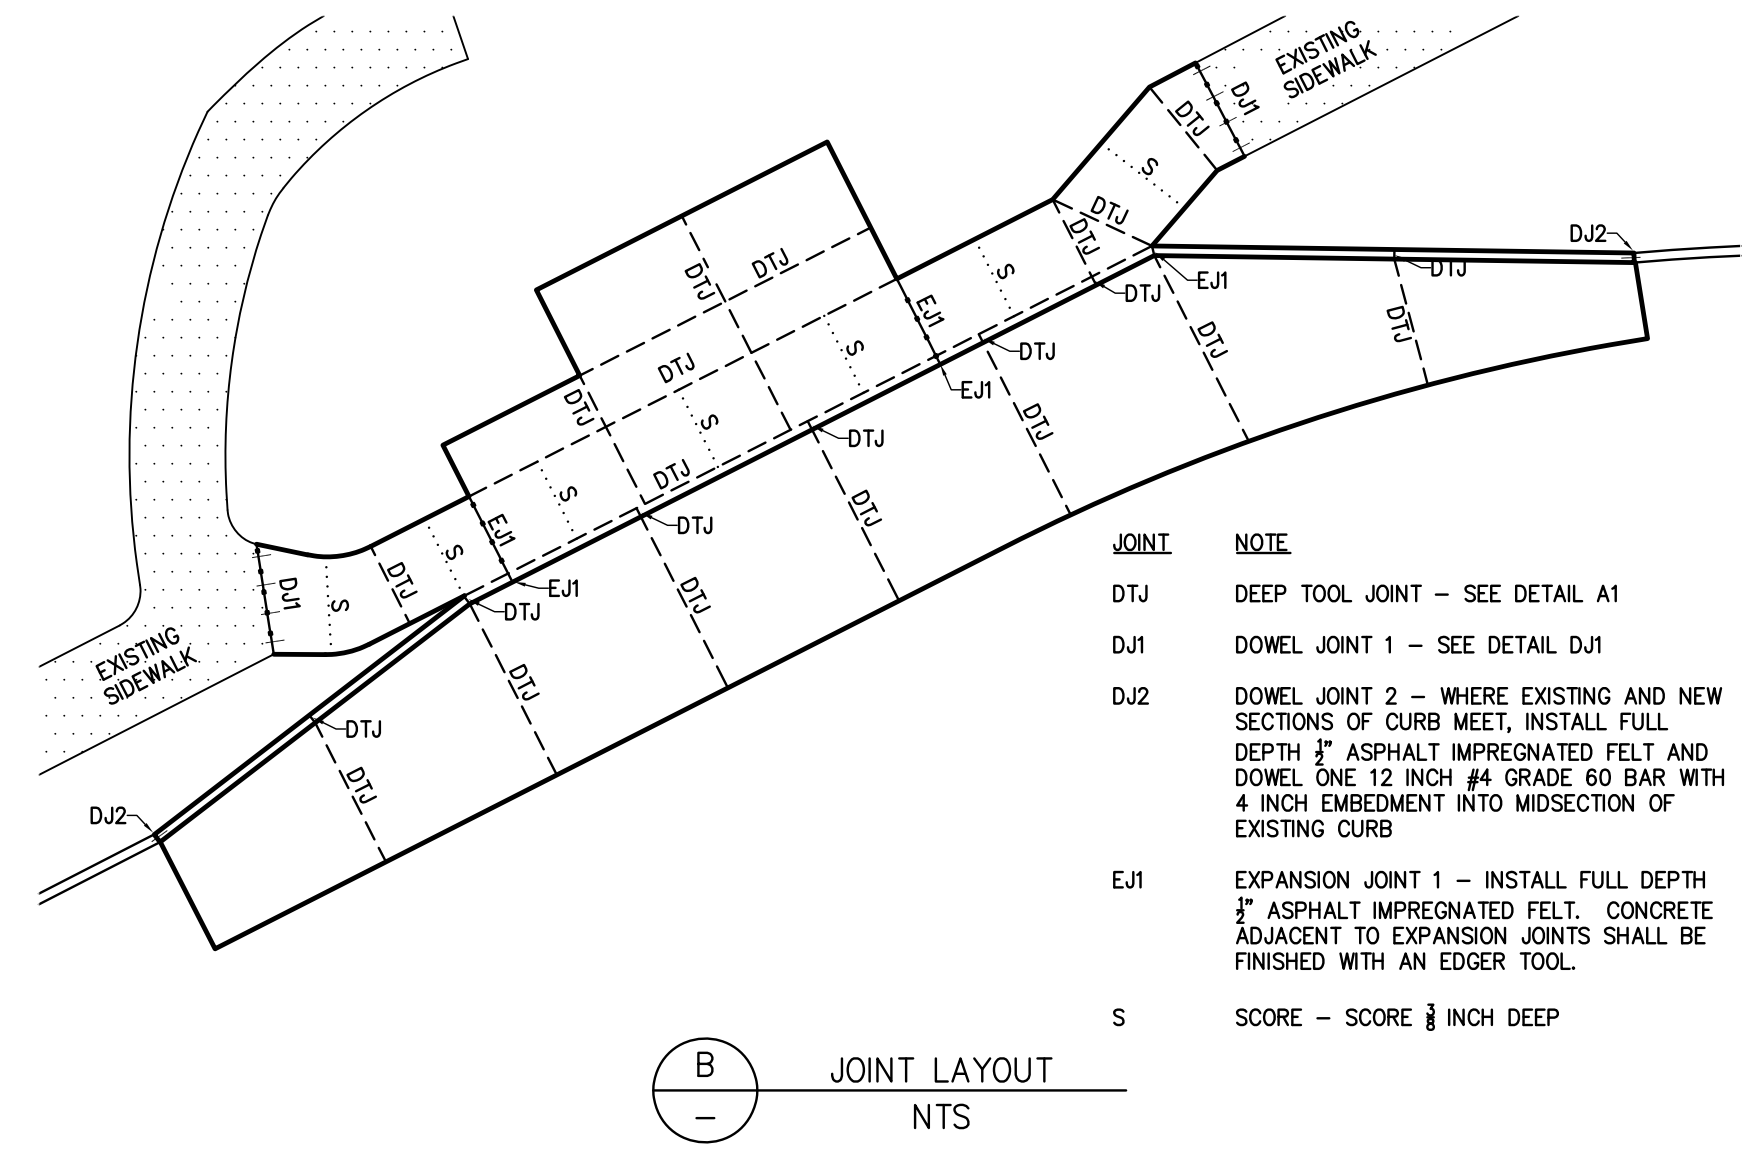 EXISTING
SIDEWALK
DJ1
DTJ
S
DTJ
DTJ
DJ2
DTJ
EJ1
DTJ
DTJ
DTJ
DTJ
DTJ
S
EJ1
DTJ
S
DTJ
EJ1
DTJ
DTJ
S
DTJ
DTJ
DTJ
S
EJ1
DTJ
DTJ
S
DTJ
EJ1
DTJ
DTJ
DJ1
S
DTJ
EXISTING
SIDEWALK
DTJ
DTJ
DJ2
JOINT NOTE
DTJ DEEP TOOL JOINT – SEE DETAIL A1
DJ1 DOWEL JOINT 1 – SEE DETAIL DJ1
DJ2 DOWEL JOINT 2 – WHERE EXISTING AND NEW
SECTIONS OF CURB MEET, INSTALL FULL
DEPTH ½" ASPHALT IMPREGNATED FELT AND
DOWEL ONE 12 INCH #4 GRADE 60 BAR WITH
4 INCH EMBEDMENT INTO MIDSECTION OF
EXISTING CURB
EJ1 EXPANSION JOINT 1 – INSTALL FULL DEPTH
½" ASPHALT IMPREGNATED FELT. CONCRETE
ADJACENT TO EXPANSION JOINTS SHALL BE
FINISHED WITH AN EDGER TOOL.
S SCORE – SCORE ⅜ INCH DEEP
B
–
JOINT LAYOUT
NTS